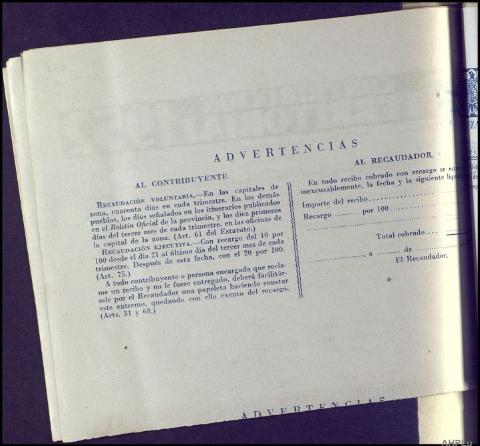 ADVERTENCIAS
AL CONTRIBUYENTE
RECAUDACIÓN VOLUNTARIA.—En las capitales de
zona, cuarenta días en cada trimestre. En los demás
pueblos, los días señalados en los itinerarios publicados
en el Boletín Oficial de la provincia, y los diez primeros
días del tercer mes de cada trimestre, en las oficinas de
la capital de la zona. (Art. 61 del Estatuto.)
RECAUDACIÓN EJECUTIVA.—Con recargo del 10 por
100 desde el día 21 al último día del tercer mes de cada
trimestre. Después de esta fecha, con el 20 por 100.
(Art. 75.)
A todo contribuyente o persona encargada que recla-
me un recibo y no le fuere entregado, deberá facilitár-
sele por el Recaudador una papeleta haciendo constar
este extremo, quedando con ello exento del recargo.
(Arts. 31 y 68.)
AL RECAUDADOR
En todo recibo cobrado con recargo se
inexcusablemente, la fecha y la siguiente
Importe del recibo
Recargo .......... por 100
Total cobrado
, a ........ de
El Recaudador,
ADVERTENCIAS